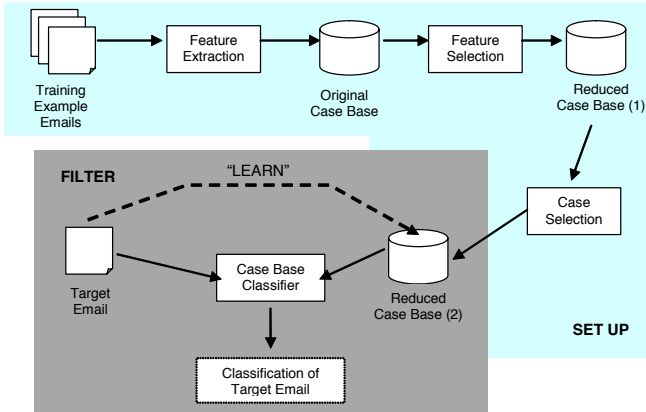 Training
Example
Emails
Feature
Extraction
Original
Case Base
Feature
Selection
Reduced
Case Base (1)
Case
Selection
SET UP
FILTER
“LEARN”
Target
Email
Case Base
Classifier
Reduced
Case Base (2)
Classification of
Target Email